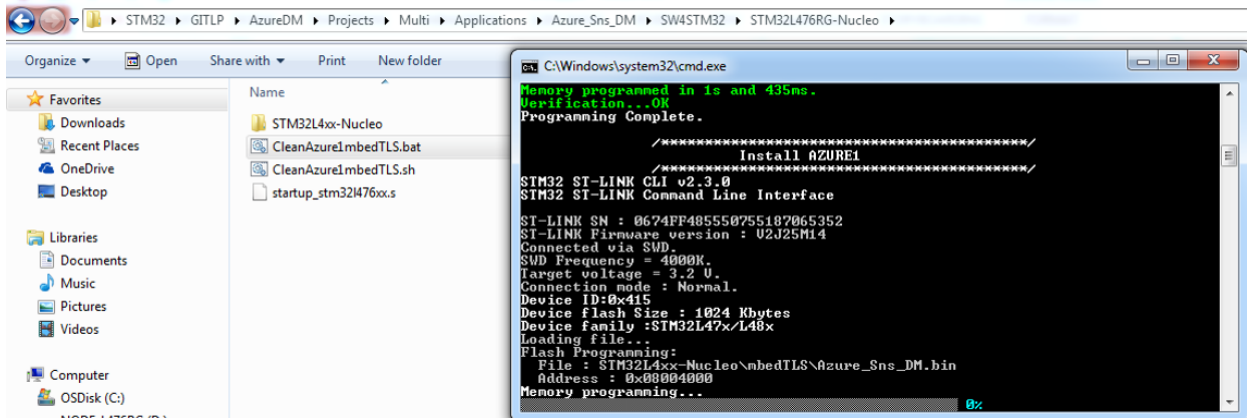 STM32 ▸ GITLP ▸ AzureDM ▸ Projects ▸ Multi ▸ Applications ▸ Azure_Sns_DM ▸ SW4STM32 ▸ STM32L476RG-Nucleo ▸
Organize ▾ Open Share with ▾ Print New folder
Favorites
Downloads
Recent Places
OneDrive
Desktop
Libraries
Documents
Music
Pictures
Videos
Computer
OSDisk (C:)
Name
STM32L4xx-Nucleo
CleanAzure1mbedTLS.bat
CleanAzure1mbedTLS.sh
startup_stm32l476xx.s
C:\Windows\system32\cmd.exe
Memory programmed in 1s and 435ms.
Verification...OK
Programming Complete.
/******************************************/
Install AZURE1
/******************************************/
STM32 ST-LINK CLI v2.3.0
STM32 ST-LINK Command Line Interface
ST-LINK SN : 0674FF485550755187065352
ST-LINK Firmware version : V2J25M14
Connected via SWD.
SWD Frequency = 4000K.
Target voltage = 3.2 V.
Connection mode : Normal.
Device ID:0x415
Device flash Size : 1024 Kbytes
Device family :STM32L47x/L48x
Loading file...
Flash Programming:
File : STM32L4xx-Nucleo\mbedTLS\Azure_Sns_DM.bin
Address : 0x08004000
Memory programming...
0%